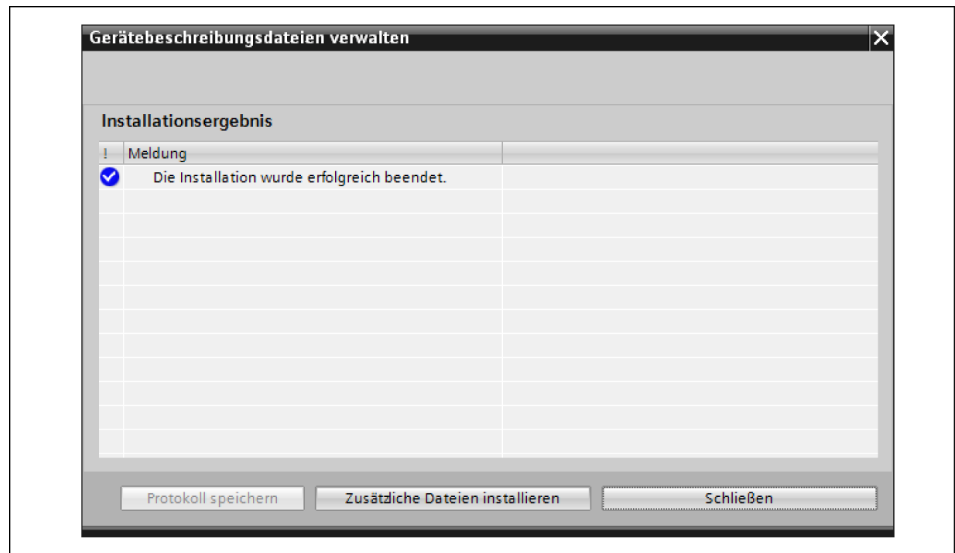 Gerätebeschreibungsdateien verwalten
Installationsergebnis
! Meldung
Die Installation wurde erfolgreich beendet.
Protokoll speichern Zusätzliche Dateien installieren Schließen